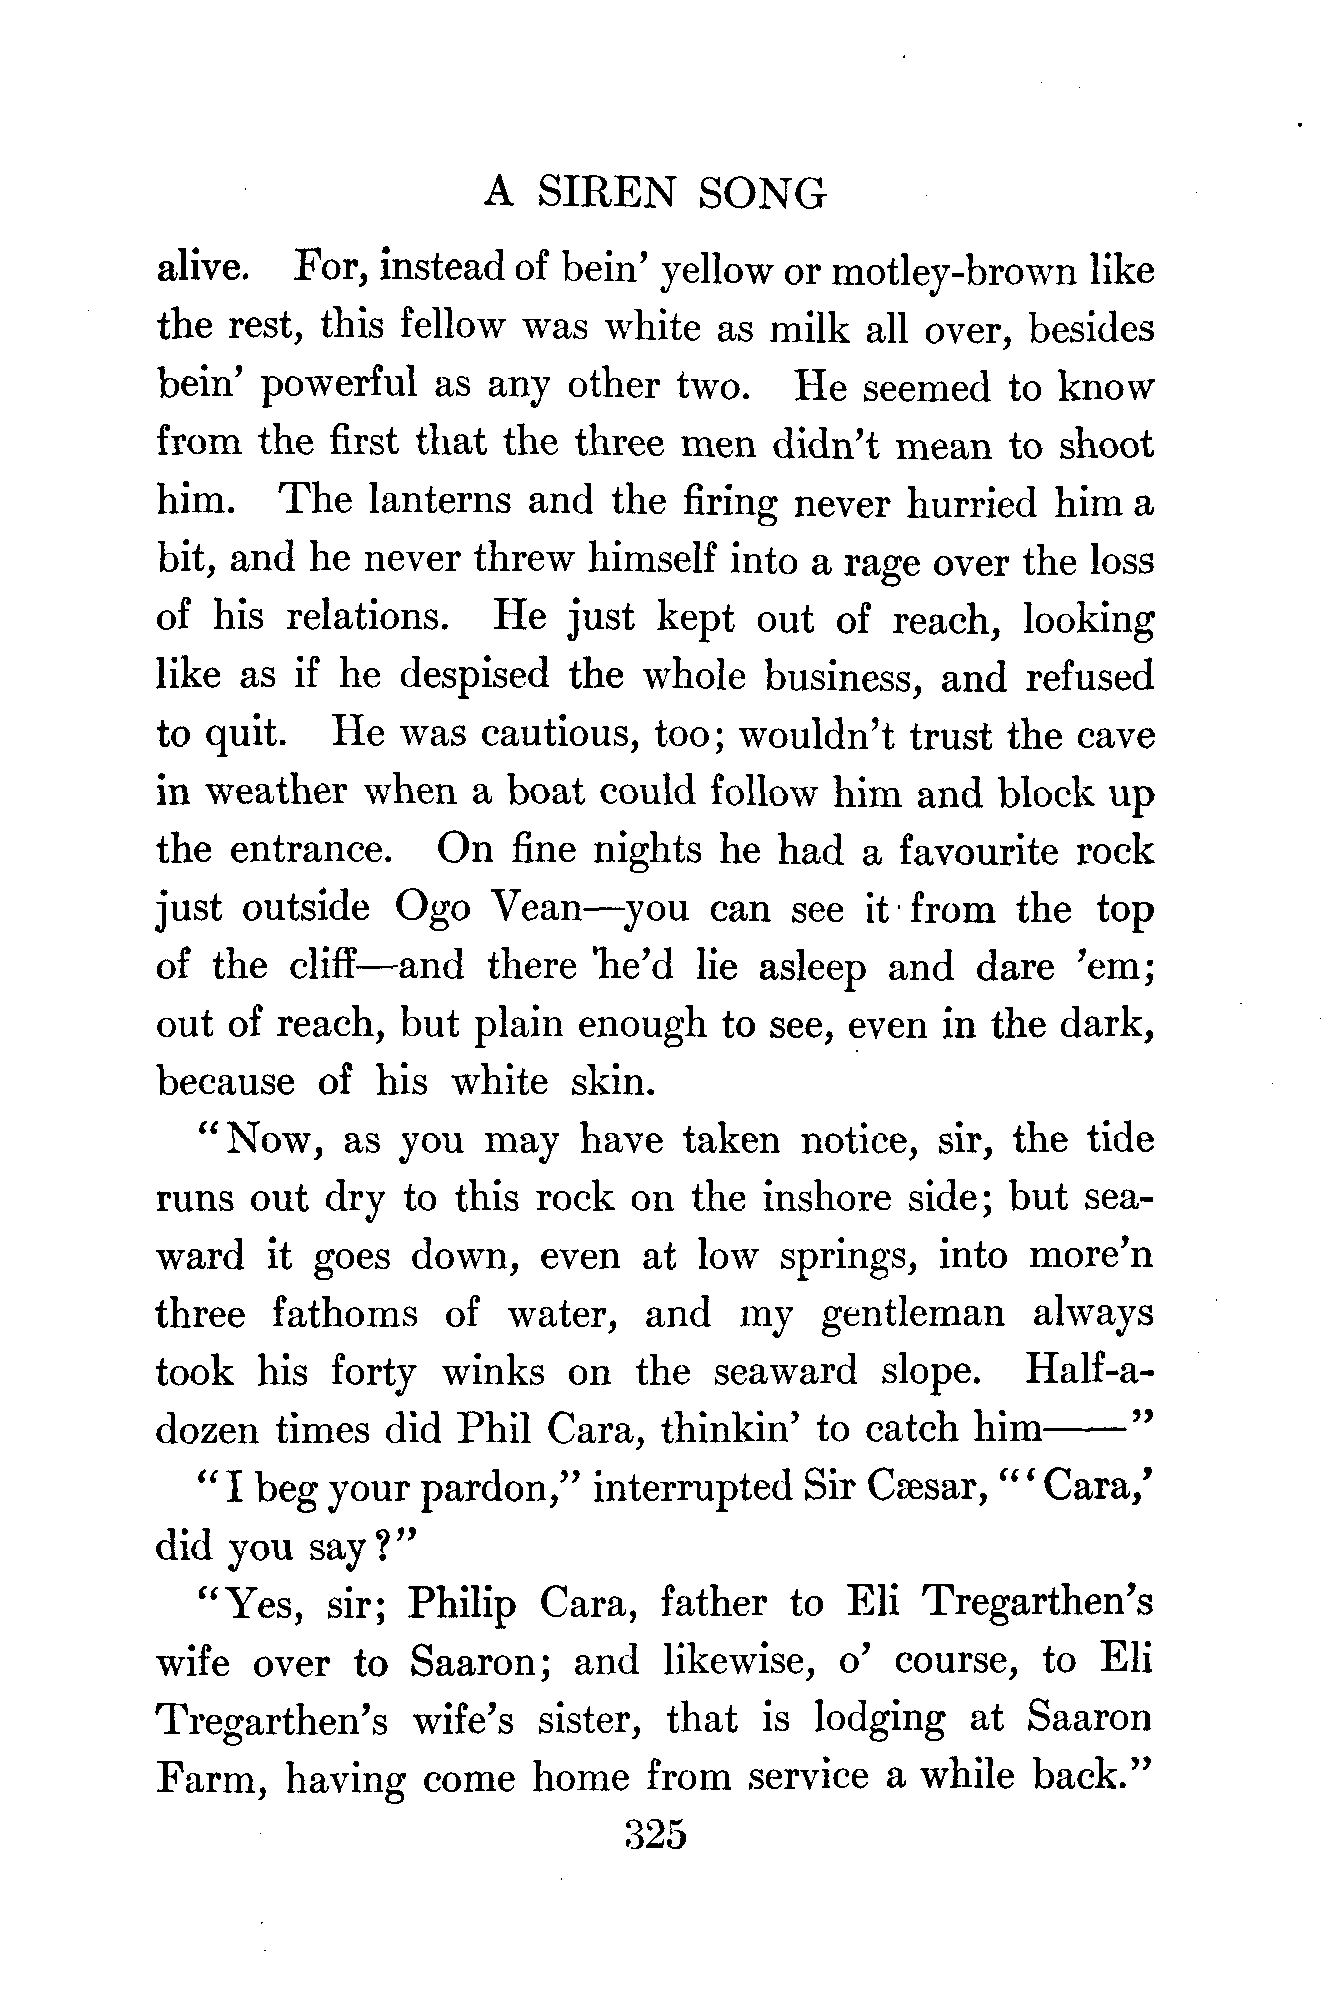 A SIREN SONG
alive. For, instead of bein' yellow or motley-brown like
the rest, this fellow was white as milk all over, besides
bein' powerful as any other two. He seemed to know
from the first that the three men didn't mean to shoot
him. The lanterns and the firing never hurried him a
bit, and he never threw himself into a rage over the loss
of his relations. He just kept out of reach, looking
like as if he despised the whole business, and refused
to quit. He was cautious, too; wouldn't trust the cave
in weather when a boat could follow him and block up
the entrance. On fine nights he had a favourite rock
just outside Ogo Vean—you can see it from the top
of the cliff—and there he'd lie asleep and dare 'em;
out of reach, but plain enough to see, even in the dark,
because of his white skin.
"Now, as you may have taken notice, sir, the tide
runs out dry to this rock on the inshore side; but sea-
ward it goes down, even at low springs, into more'n
three fathoms of water, and my gentleman always
took his forty winks on the seaward slope. Half-a-
dozen times did Phil Cara, thinkin' to catch him——"
"I beg your pardon," interrupted Sir Cæsar, "'Cara,'
did you say?"
"Yes, sir; Philip Cara, father to Eli Tregarthen's
wife over to Saaron; and likewise, o' course, to Eli
Tregarthen's wife's sister, that is lodging at Saaron
Farm, having come home from service a while back."
325